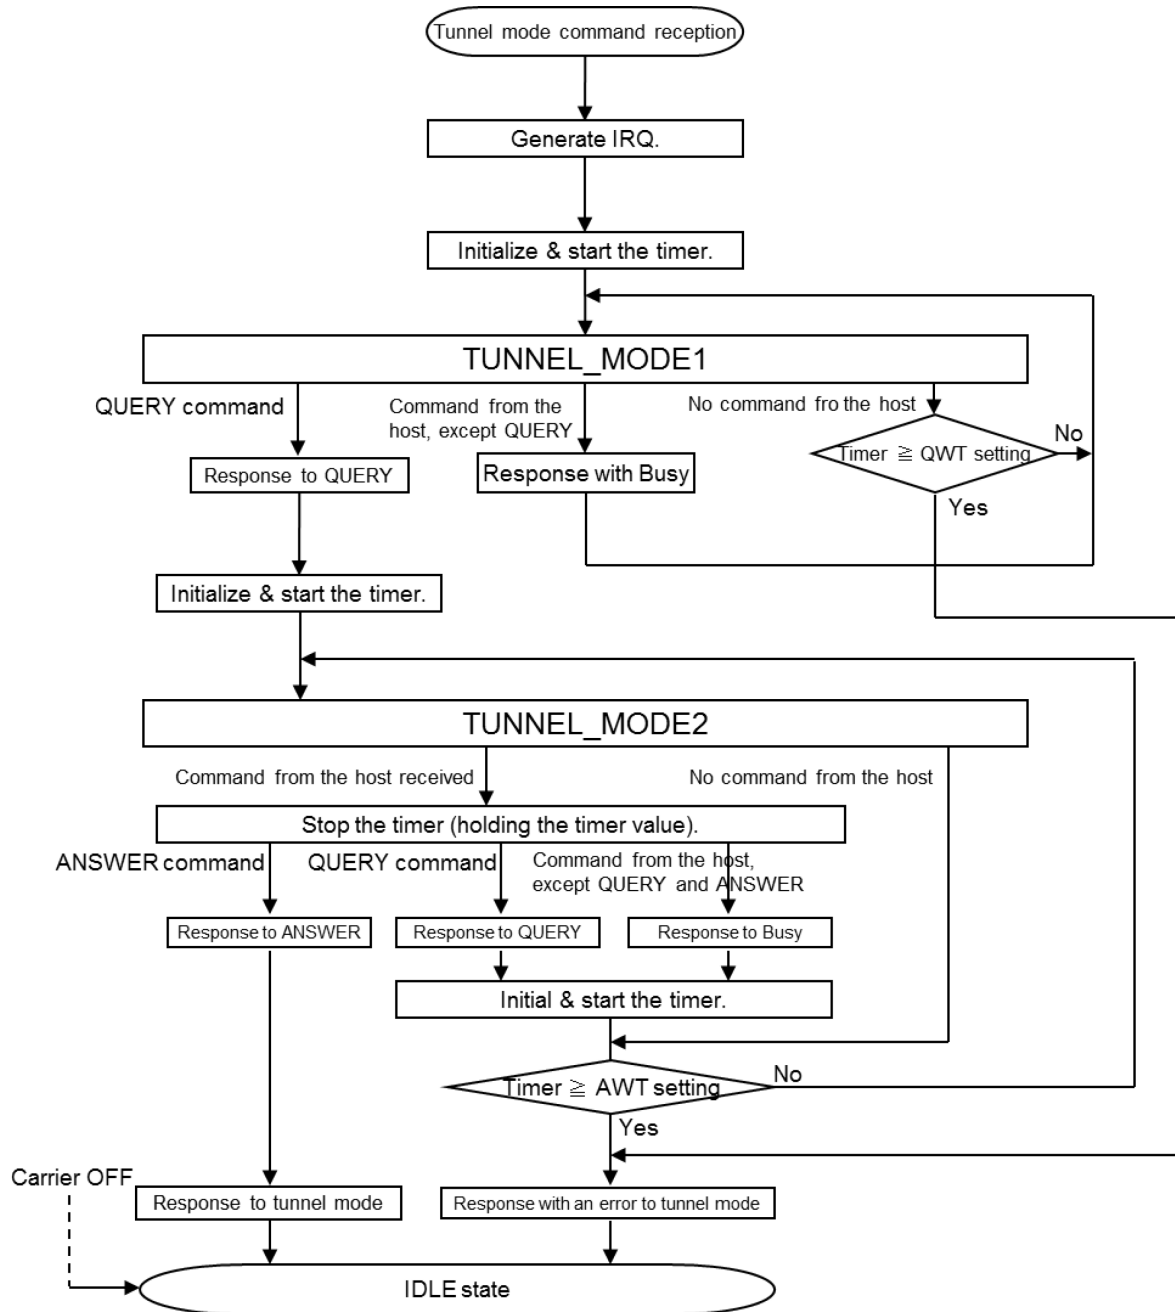 Tunnel mode command reception
Generate IRQ.
Initialize & start the timer.
TUNNEL_MODE1
QUERY command
Command from the
host, except QUERY
No command fro the host
Response to QUERY
Response with Busy
Timer ≧ QWT setting
No
Yes
Initialize & start the timer.
TUNNEL_MODE2
Command from the host received
No command from the host
Stop the timer (holding the timer value).
ANSWER command
QUERY command
Command from the host,
except QUERY and ANSWER
Response to ANSWER
Response to QUERY
Response to Busy
Initial & start the timer.
Timer ≧ AWT setting
No
Yes
Carrier OFF
Response to tunnel mode
Response with an error to tunnel mode
IDLE state